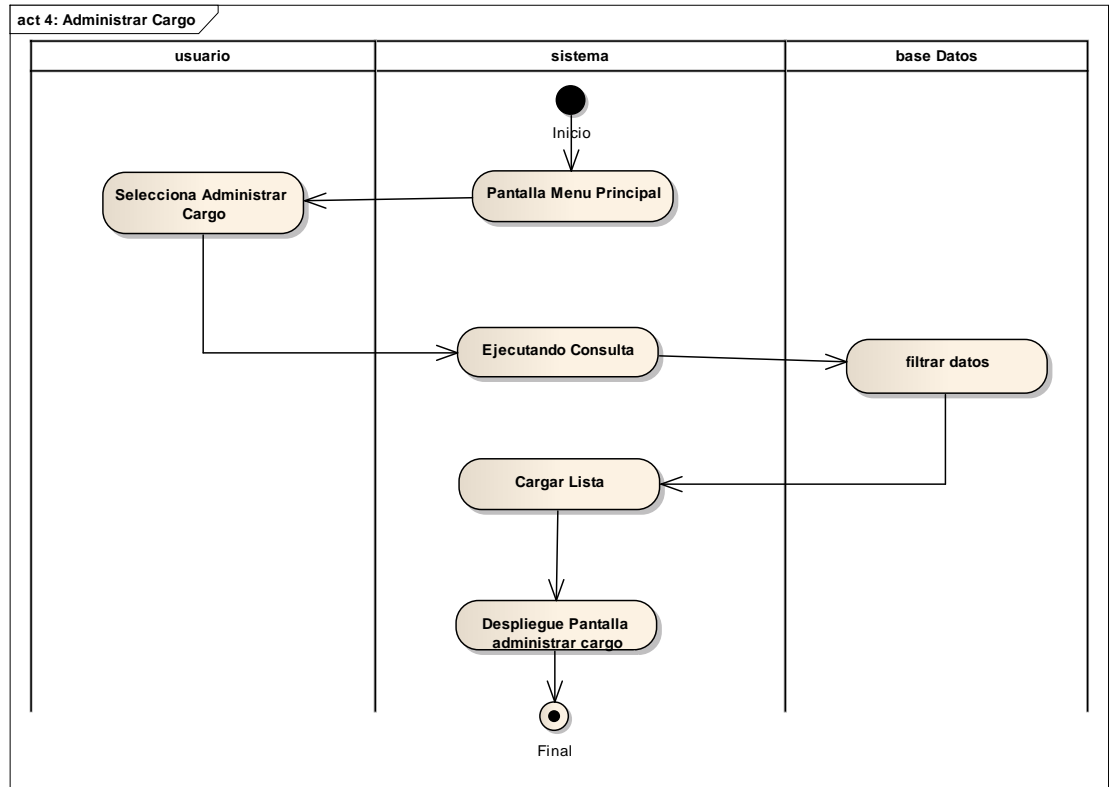 act 4: Administrar Cargo
usuario
sistema
base Datos
Inicio
Selecciona Administrar
Cargo
Pantalla Menu Principal
Ejecutando Consulta
filtrar datos
Cargar Lista
Despliegue Pantalla
administrar cargo
Final